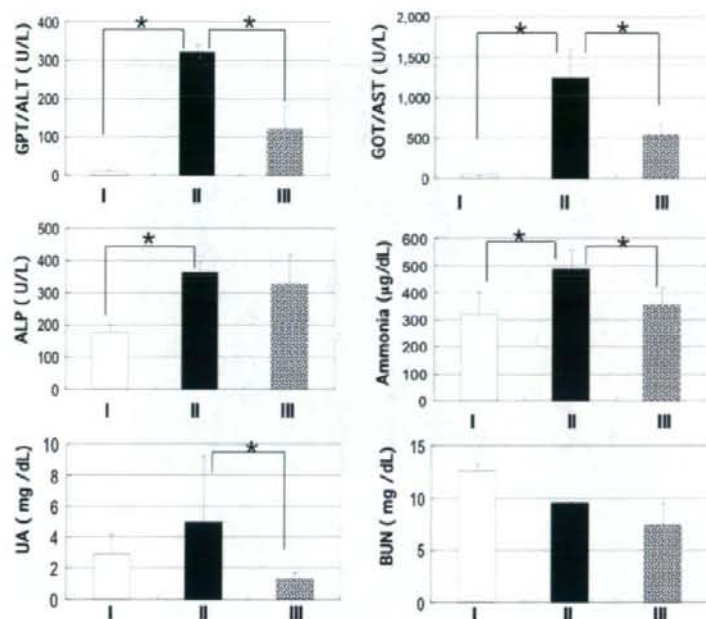 GPT/ALT ( U/L )
400
300
200
100
0
*
*
I
II
III
GOT/AST ( U/L )
2,000
1,500
1,000
500
0
*
*
I
II
III
ALP ( U/L )
500
400
300
200
100
0
*
I
II
III
Ammonia (μg/dL)
600
500
400
300
200
100
0
*
*
I
II
III
UA ( mg /dL)
10
8
6
4
2
0
*
I
II
III
BUN ( mg /dL)
15
10
5
0
I
II
III